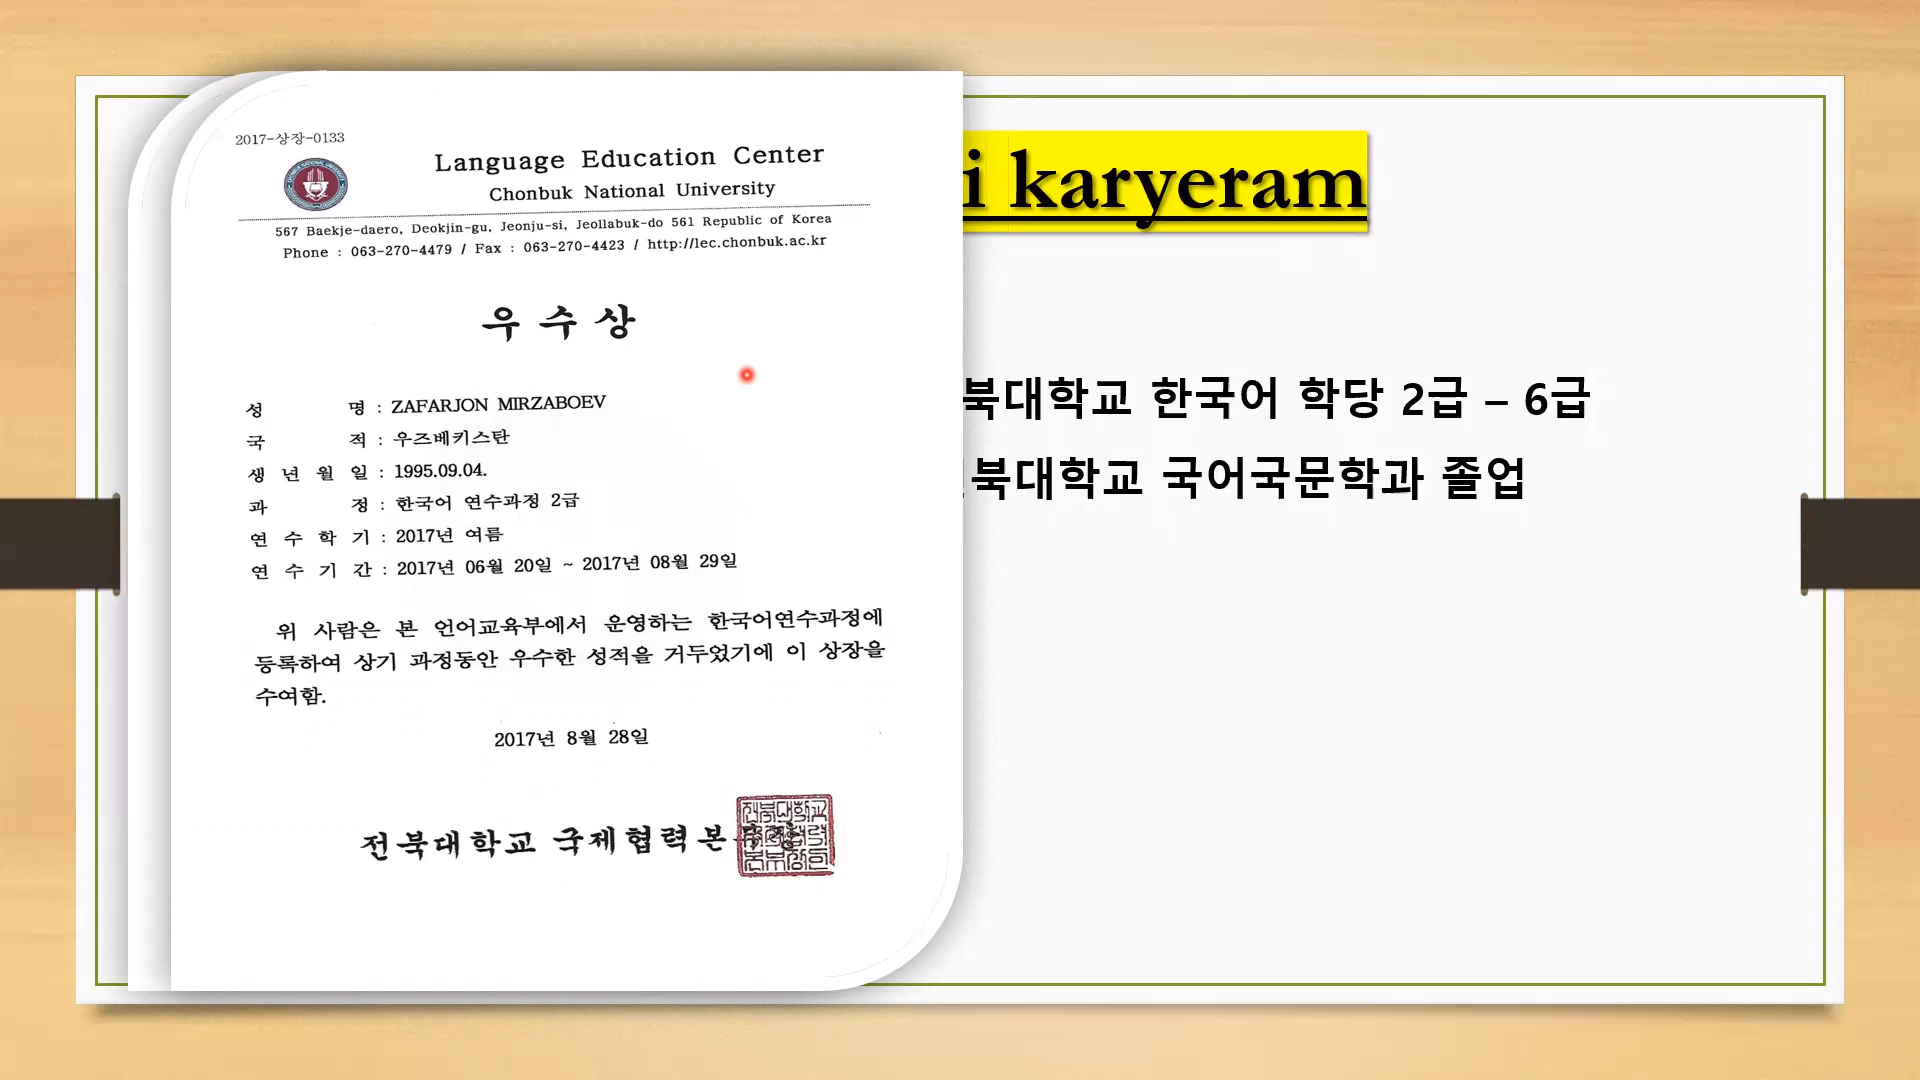 2017-상장-0133
Language Education Center
Chonbuk National University
567 Baekje-daero, Deokjin-gu, Jeonju-si, Jeollabuk-do 561 Republic of Korea
Phone : 063-270-4479 / Fax : 063-270-4423 / http://lec.chonbuk.ac.kr
우 수 상
성 명 : ZAFARJON MIRZABOEV
국 적 : 우즈베키스탄
생 년 월 일 : 1995.09.04.
과 정 : 한국어 연수과정 2급
연 수 학 기 : 2017년 여름
연 수 기 간 : 2017년 06월 20일 ~ 2017년 08월 29일
위 사람은 본 언어교육부에서 운영하는 한국어연수과정에
등록하여 상기 과정동안 우수한 성적을 거두었기에 이 상장을
수여함.
2017년 8월 28일
전북대학교 국제협력본부장
i karyeram
북대학교 한국어 학당 2급 – 6급
북대학교 국어국문학과 졸업